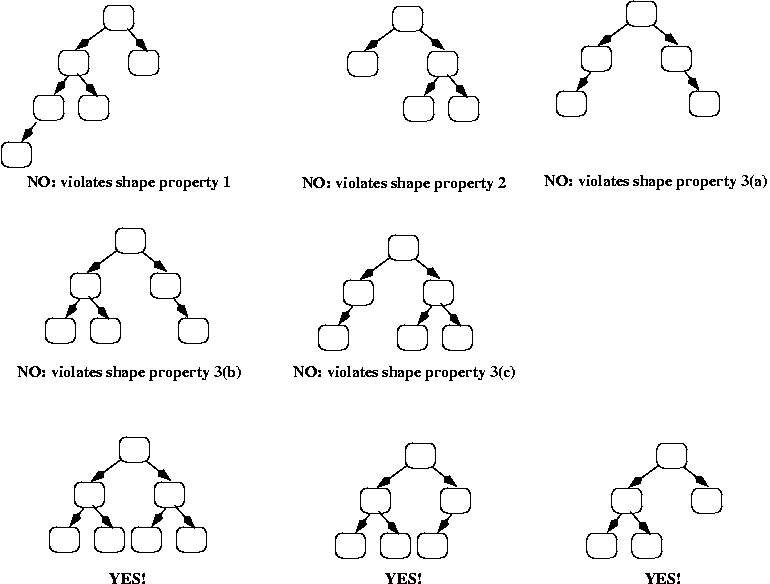 NO: violates shape property 1
NO: violates shape property 2
NO: violates shape property 3(a)
NO: violates shape property 3(b)
NO: violates shape property 3(c)
YES!
YES!
YES!